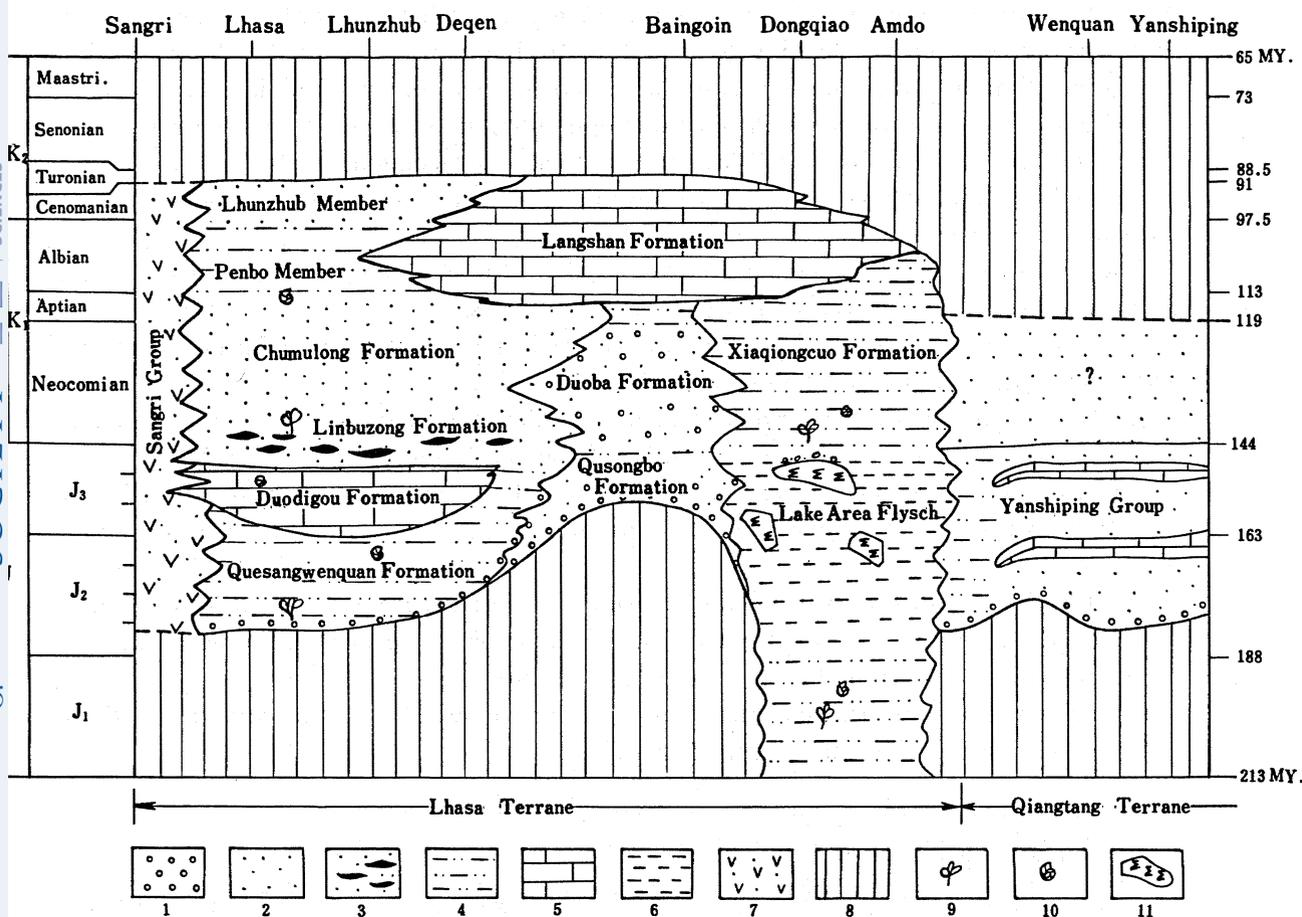 Sangri Lhasa Lhunzhub Deqen Baingoin Dongqiao Amdo Wenquan Yanshiping
65 MY.
Maastri.
73
Senonian
K2
88.5
Turonian
91
Cenomanian
Lhunzhub Member
97.5
Langshan Formation
Albian
Penbo Member
113
Aptian
K1
119
Sangri Group
Chumulong Formation
Xiaqiongcuo Formation
Neocomian
Duoba Formation
?
Linbuzong Formation
144
Qusongbo
Formation
J3
Duodigou Formation
Lake Area Flysch
Yanshiping Group
163
Quesangwenquan Formation
J2
188
J1
213 MY.
Lhasa Terrane
Qiangtang Terrane
1 2 3 4 5 6 7 8 9 10 11